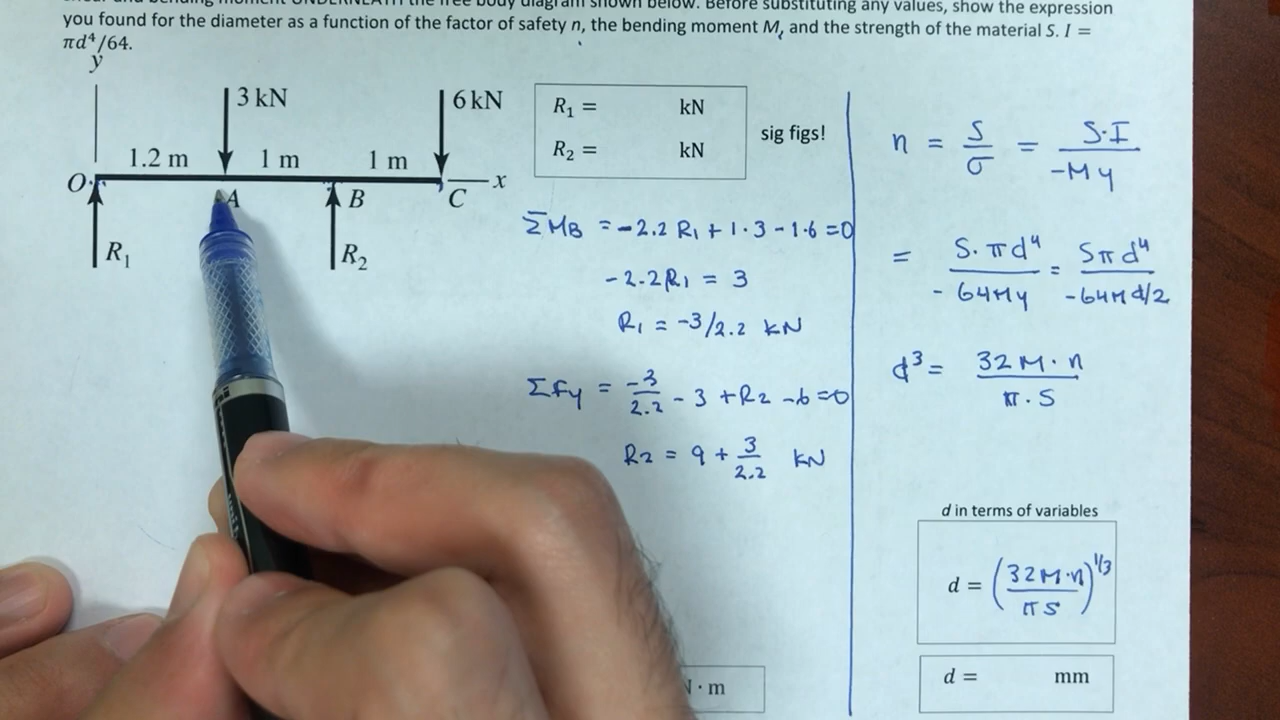 you found for the diameter as a function of the factor of safety n, the bending moment M, and the strength of the material S. I =
πd⁴/64.
y
3 kN
6 kN
1.2 m
1 m
1 m
O
A
B
C
x
R₁
R₂
R₁ = kN
R₂ = kN
sig figs!
ΣMB = -2.2 R₁ + 1·3 - 1·6 = 0
-2.2R₁ = 3
R₁ = -3/2.2 kN
ΣFy = -3/2.2 - 3 + R2 - 6 = 0
R2 = 9 + 3/2.2 kN
n = S/σ = S·I/-My
= S·πd⁴/-64My = Sπd⁴/-64Md/2
d³ = 32M·n/π·S
d in terms of variables
d = (32M·n/πS)^1/3
d = mm
· m